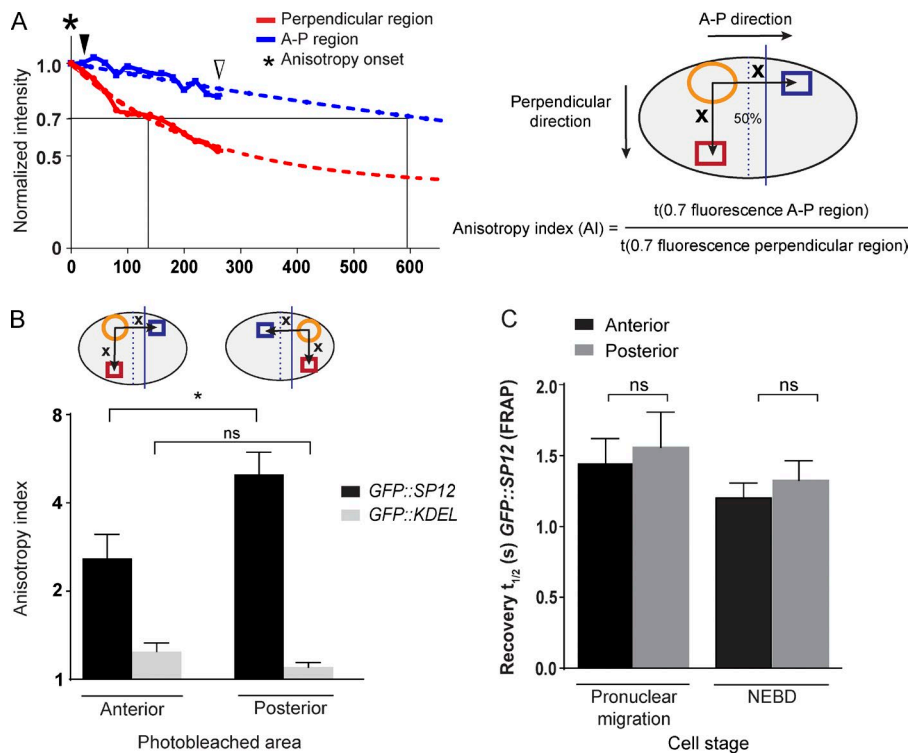 A
*
Perpendicular region
A-P region
* Anisotropy onset
Normalized intensity
1.0
0.7
0.5
0
0 100 200 300 400 500 600
A-P direction
Perpendicular direction
x
x
50%
Anisotropy index (AI) = t(0.7 fluorescence A-P region)
t(0.7 fluorescence perpendicular region)
B
x
x
x
x
*
ns
Anisotropy index
8
4
2
1
GFP::SP12
GFP::KDEL
Anterior Posterior
Photobleached area
C
Anterior
Posterior
ns ns
Recovery t1/2 (s) GFP::SP12 (FRAP)
2.0
1.5
1.0
0.5
0.0
Pronuclear migration
NEBD
Cell stage